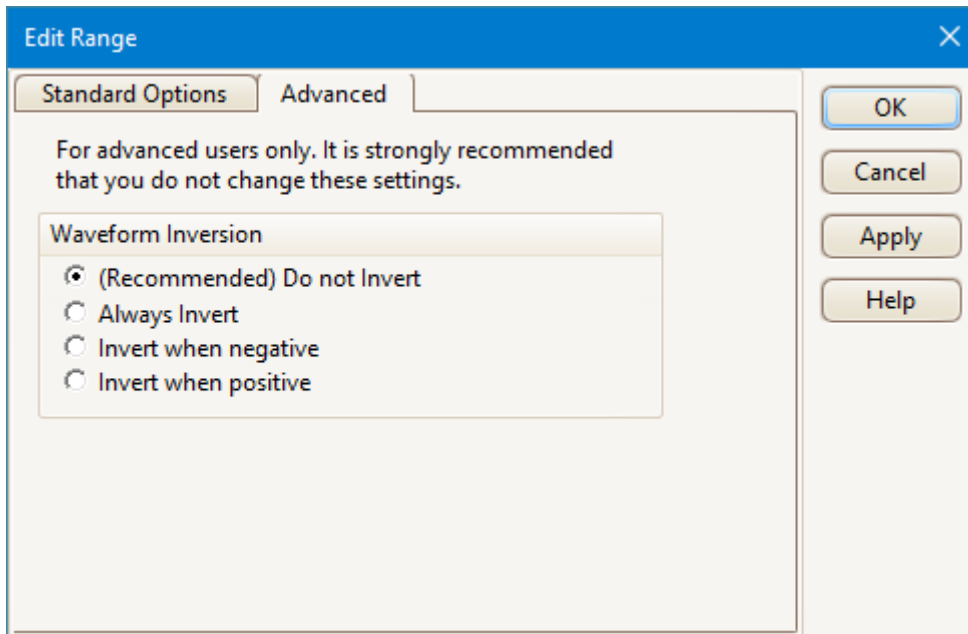 Edit Range
Standard Options
Advanced
For advanced users only. It is strongly recommended
that you do not change these settings.
Waveform Inversion
(Recommended) Do not Invert
Always Invert
Invert when negative
Invert when positive
OK
Cancel
Apply
Help